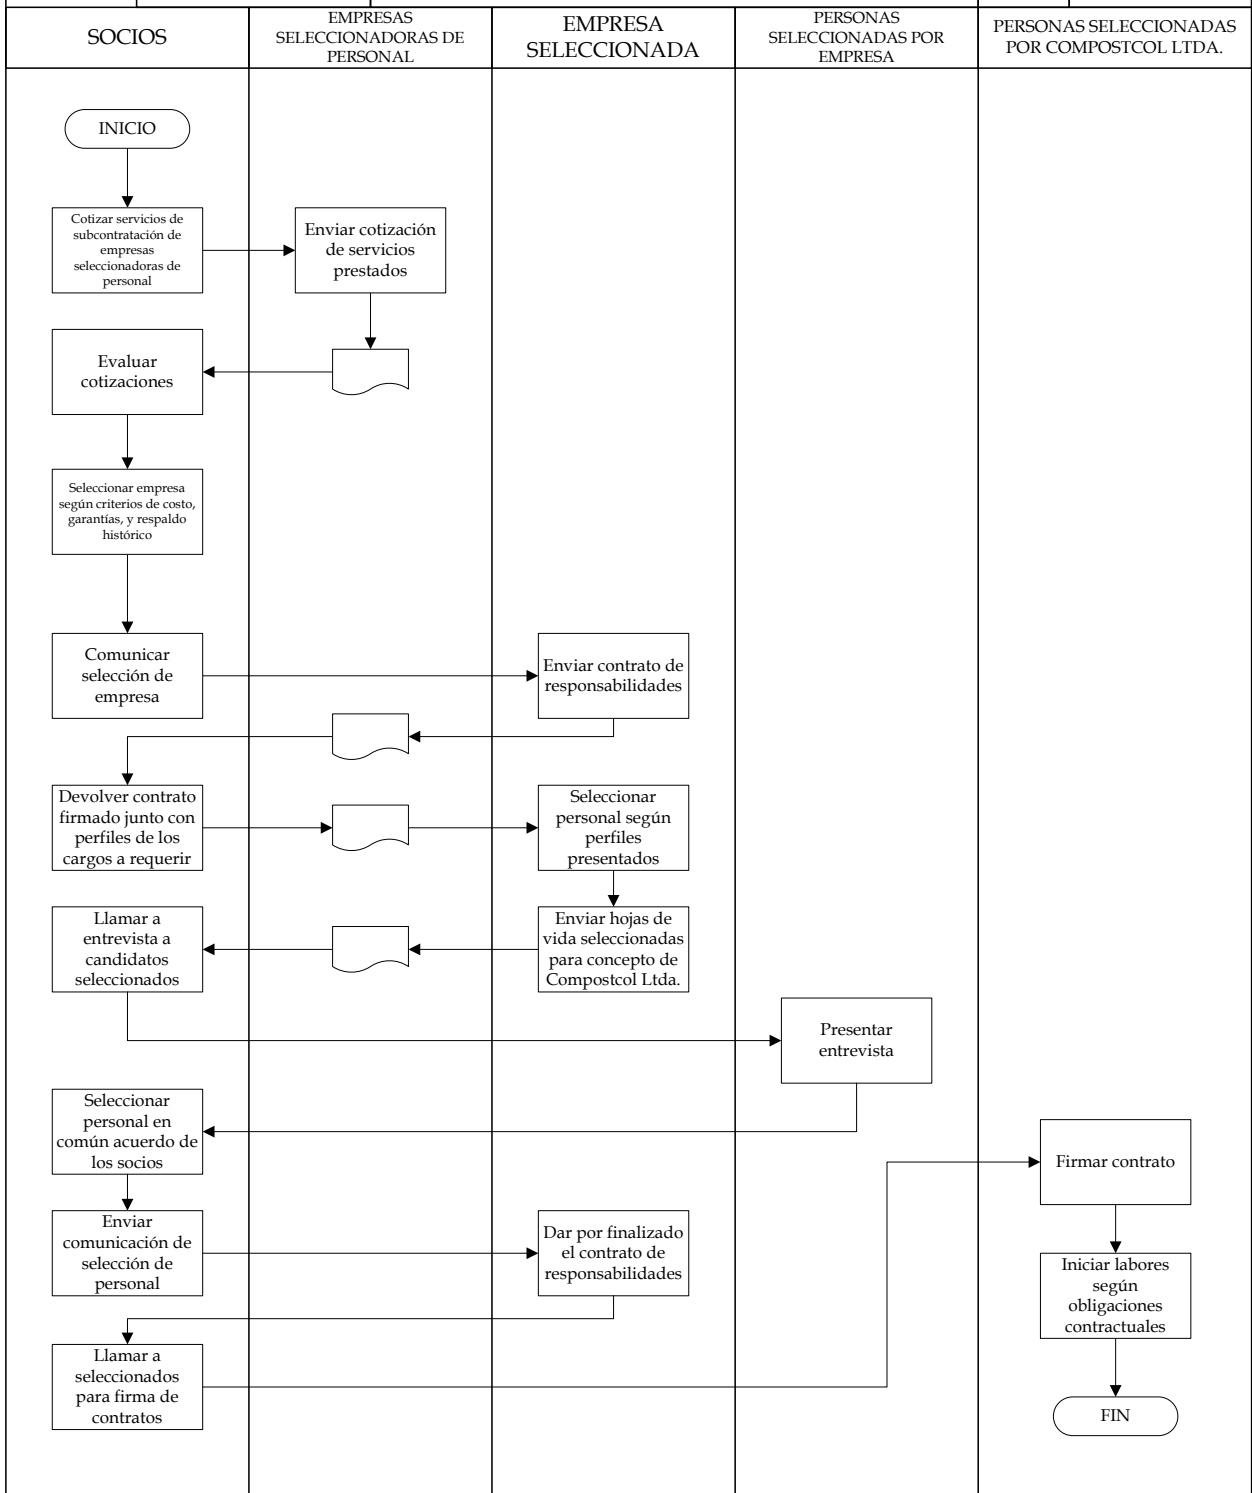 SOCIOS
EMPRESAS
SELECCIONADORAS DE
PERSONAL
EMPRESA
SELECCIONADA
PERSONAS
SELECCIONADAS POR
EMPRESA
PERSONAS SELECCIONADAS
POR COMPOSTCOL LTDA.
INICIO
Cotizar servicios de
subcontratación de
empresas
seleccionadoras de
personal
Enviar cotización
de servicios
prestados
Evaluar
cotizaciones
Seleccionar empresa
según criterios de costo,
garantías, y respaldo
histórico
Comunicar
selección de
empresa
Enviar contrato de
responsabilidades
Devolver contrato
firmado junto con
perfiles de los
cargos a requerir
Seleccionar
personal según
perfiles
presentados
Llamar a
entrevista a
candidatos
seleccionados
Enviar hojas de
vida seleccionadas
para concepto de
Compostcol Ltda.
Presentar
entrevista
Seleccionar
personal en
común acuerdo de
los socios
Firmar contrato
Enviar
comunicación de
selección de
personal
Dar por finalizado
el contrato de
responsabilidades
Iniciar labores
según
obligaciones
contractuales
Llamar a
seleccionados
para firma de
contratos
FIN